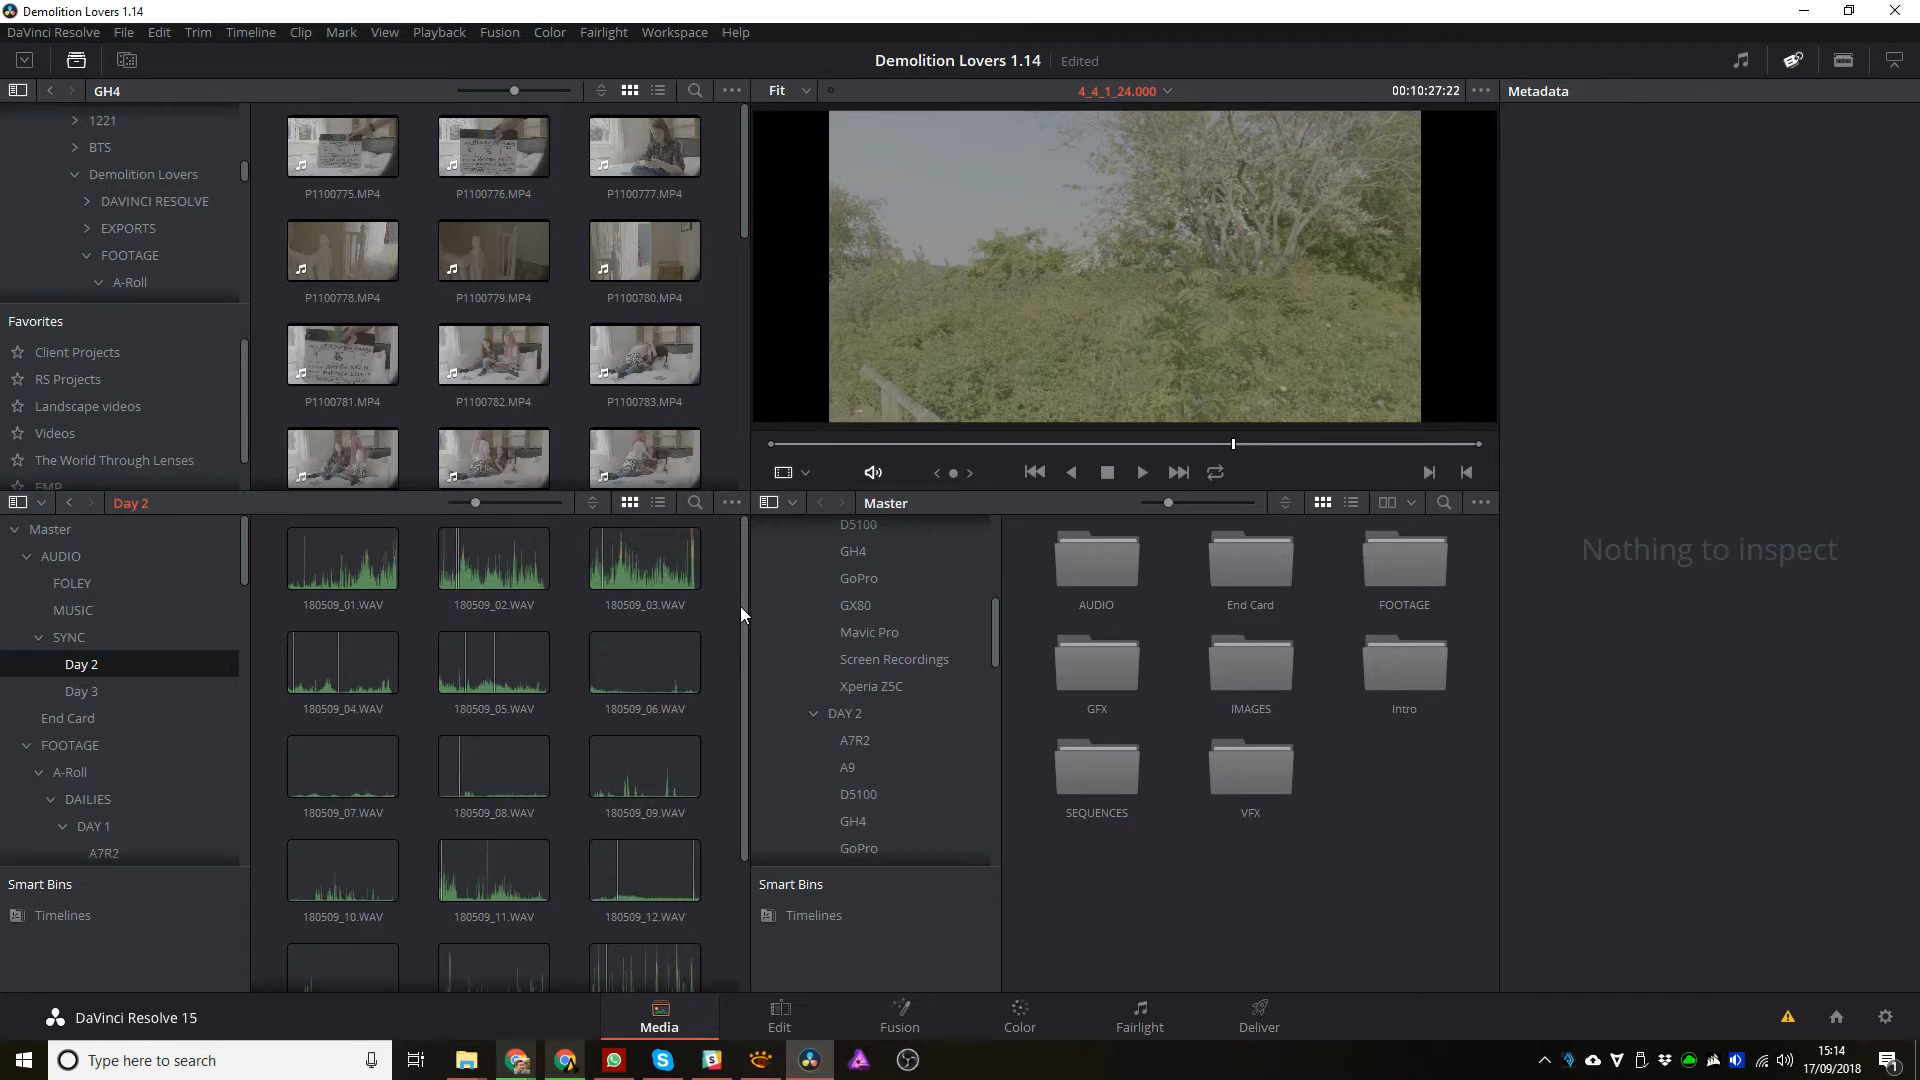 Demolition Lovers 1.14
DaVinci Resolve File Edit Trim Timeline Clip Mark View Playback Fusion Color Fairlight Workspace Help
Demolition Lovers 1.14 Edited
GH4
Fit
4_4_1_24.000
00:10:27:22
Metadata
1221
BTS
Demolition Lovers
DAVINCI RESOLVE
EXPORTS
FOOTAGE
A-Roll
P1100775.MP4 P1100776.MP4 P1100777.MP4
P1100778.MP4 P1100779.MP4 P1100780.MP4
P1100781.MP4 P1100782.MP4 P1100783.MP4
Favorites
Client Projects
RS Projects
Landscape videos
Videos
The World Through Lenses
Day 2
Master
Master
AUDIO
FOLEY
MUSIC
SYNC
Day 2
Day 3
End Card
FOOTAGE
A-Roll
DAILIES
DAY 1
A7R2
Smart Bins
Timelines
180509_01.WAV 180509_02.WAV 180509_03.WAV
180509_04.WAV 180509_05.WAV 180509_06.WAV
180509_07.WAV 180509_08.WAV 180509_09.WAV
180509_10.WAV 180509_11.WAV 180509_12.WAV
D5100
GH4
GoPro
GX80
Mavic Pro
Screen Recordings
Xperia Z5C
DAY 2
A7R2
A9
D5100
GH4
GoPro
Smart Bins
Timelines
AUDIO End Card FOOTAGE
GFX IMAGES Intro
SEQUENCES VFX
Nothing to inspect
DaVinci Resolve 15
Media Edit Fusion Color Fairlight Deliver
Type here to search
15:14
17/09/2018
1